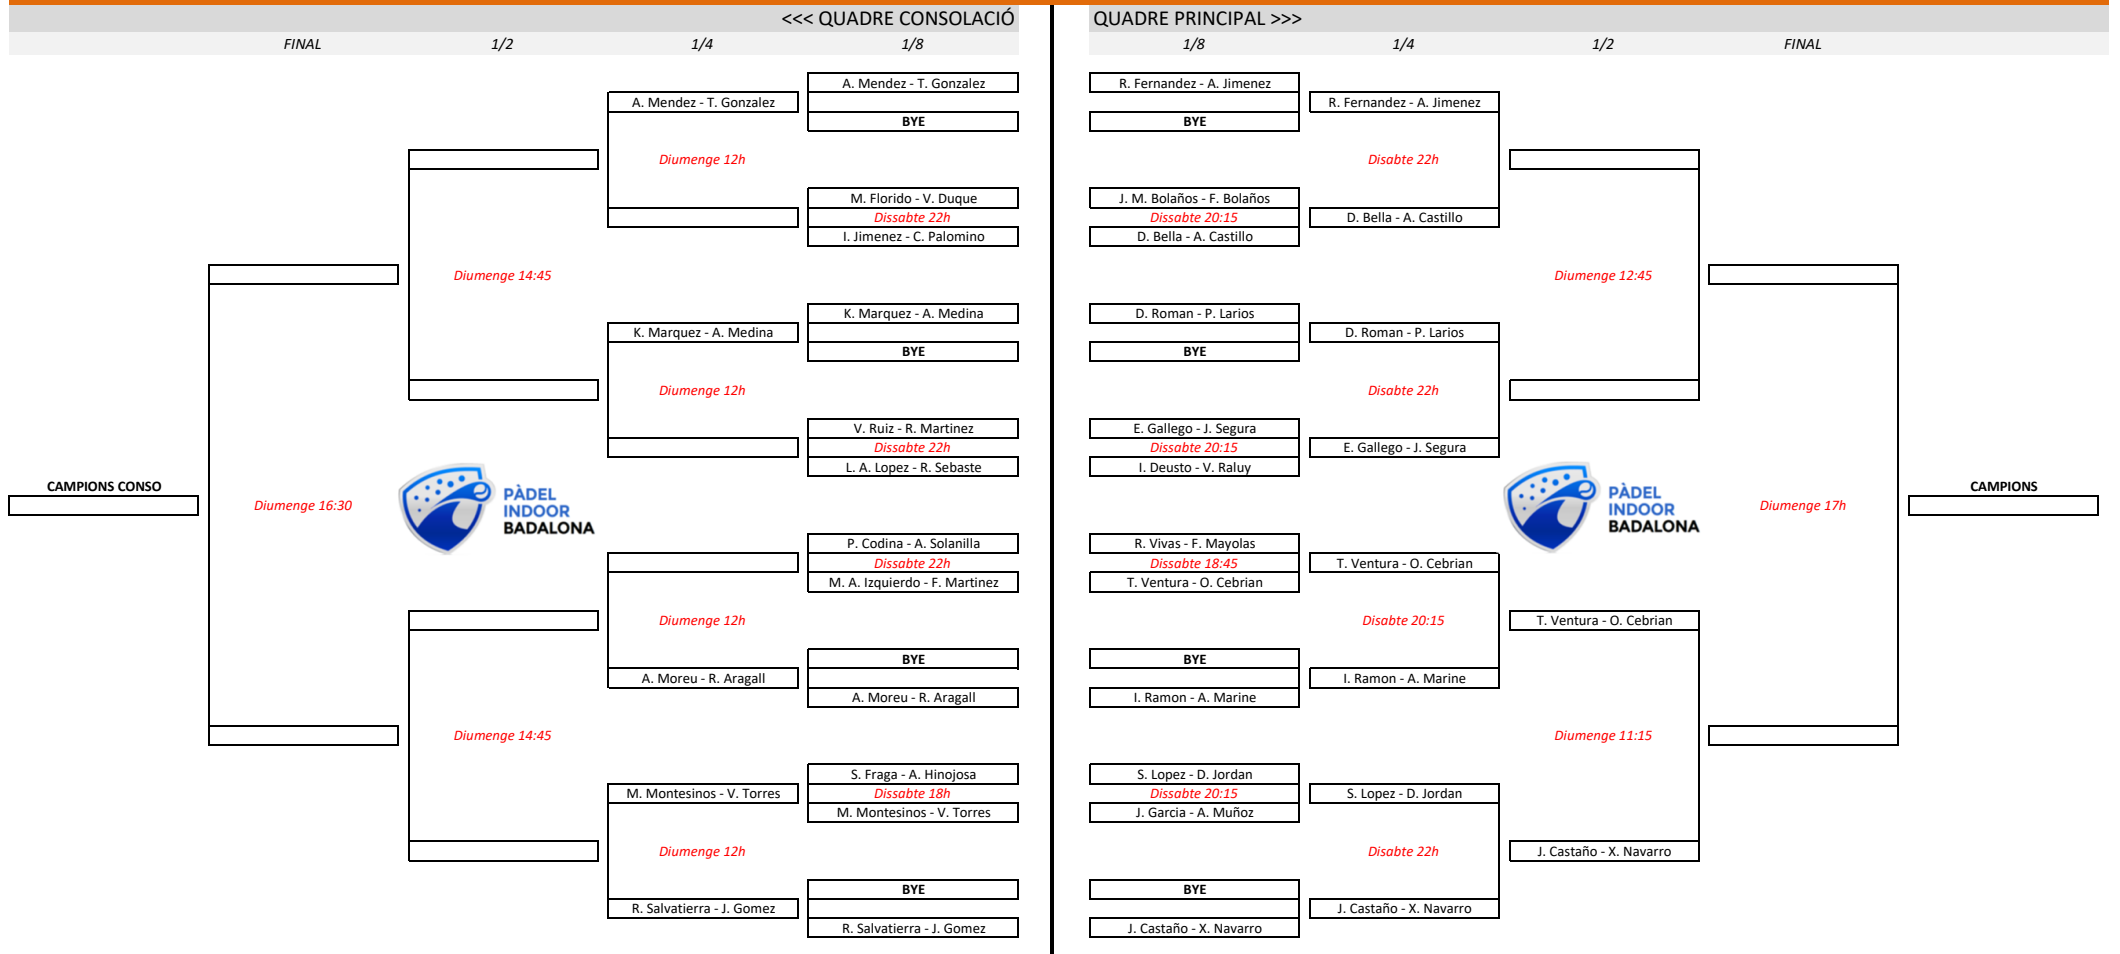 <<< QUADRE CONSOLACIÓ
QUADRE PRINCIPAL >>>
FINAL
1/2
1/4
1/8
1/8
1/4
1/2
FINAL
A. Mendez - T. Gonzalez
A. Mendez - T. Gonzalez
BYE
Diumenge 12h
M. Florido - V. Duque
Dissabte 22h
I. Jimenez - C. Palomino
Diumenge 14:45
K. Marquez - A. Medina
K. Marquez - A. Medina
BYE
Diumenge 12h
V. Ruiz - R. Martinez
Dissabte 22h
L. A. Lopez - R. Sebaste
CAMPIONS CONSO
Diumenge 16:30
PÀDEL
INDOOR
BADALONA
P. Codina - A. Solanilla
Dissabte 22h
M. A. Izquierdo - F. Martinez
Diumenge 12h
BYE
A. Moreu - R. Aragall
A. Moreu - R. Aragall
Diumenge 14:45
S. Fraga - A. Hinojosa
M. Montesinos - V. Torres
Dissabte 18h
M. Montesinos - V. Torres
Diumenge 12h
BYE
R. Salvatierra - J. Gomez
R. Salvatierra - J. Gomez
R. Fernandez - A. Jimenez
R. Fernandez - A. Jimenez
BYE
Disabte 22h
J. M. Bolaños - F. Bolaños
Dissabte 20:15
D. Bella - A. Castillo
D. Bella - A. Castillo
Diumenge 12:45
D. Roman - P. Larios
D. Roman - P. Larios
BYE
Disabte 22h
E. Gallego - J. Segura
Dissabte 20:15
E. Gallego - J. Segura
I. Deusto - V. Raluy
PÀDEL
INDOOR
BADALONA
Diumenge 17h
CAMPIONS
R. Vivas - F. Mayolas
Dissabte 18:45
T. Ventura - O. Cebrian
T. Ventura - O. Cebrian
Disabte 20:15
T. Ventura - O. Cebrian
BYE
I. Ramon - A. Marine
I. Ramon - A. Marine
Diumenge 11:15
S. Lopez - D. Jordan
Dissabte 20:15
S. Lopez - D. Jordan
J. Garcia - A. Muñoz
Disabte 22h
J. Castaño - X. Navarro
BYE
J. Castaño - X. Navarro
J. Castaño - X. Navarro